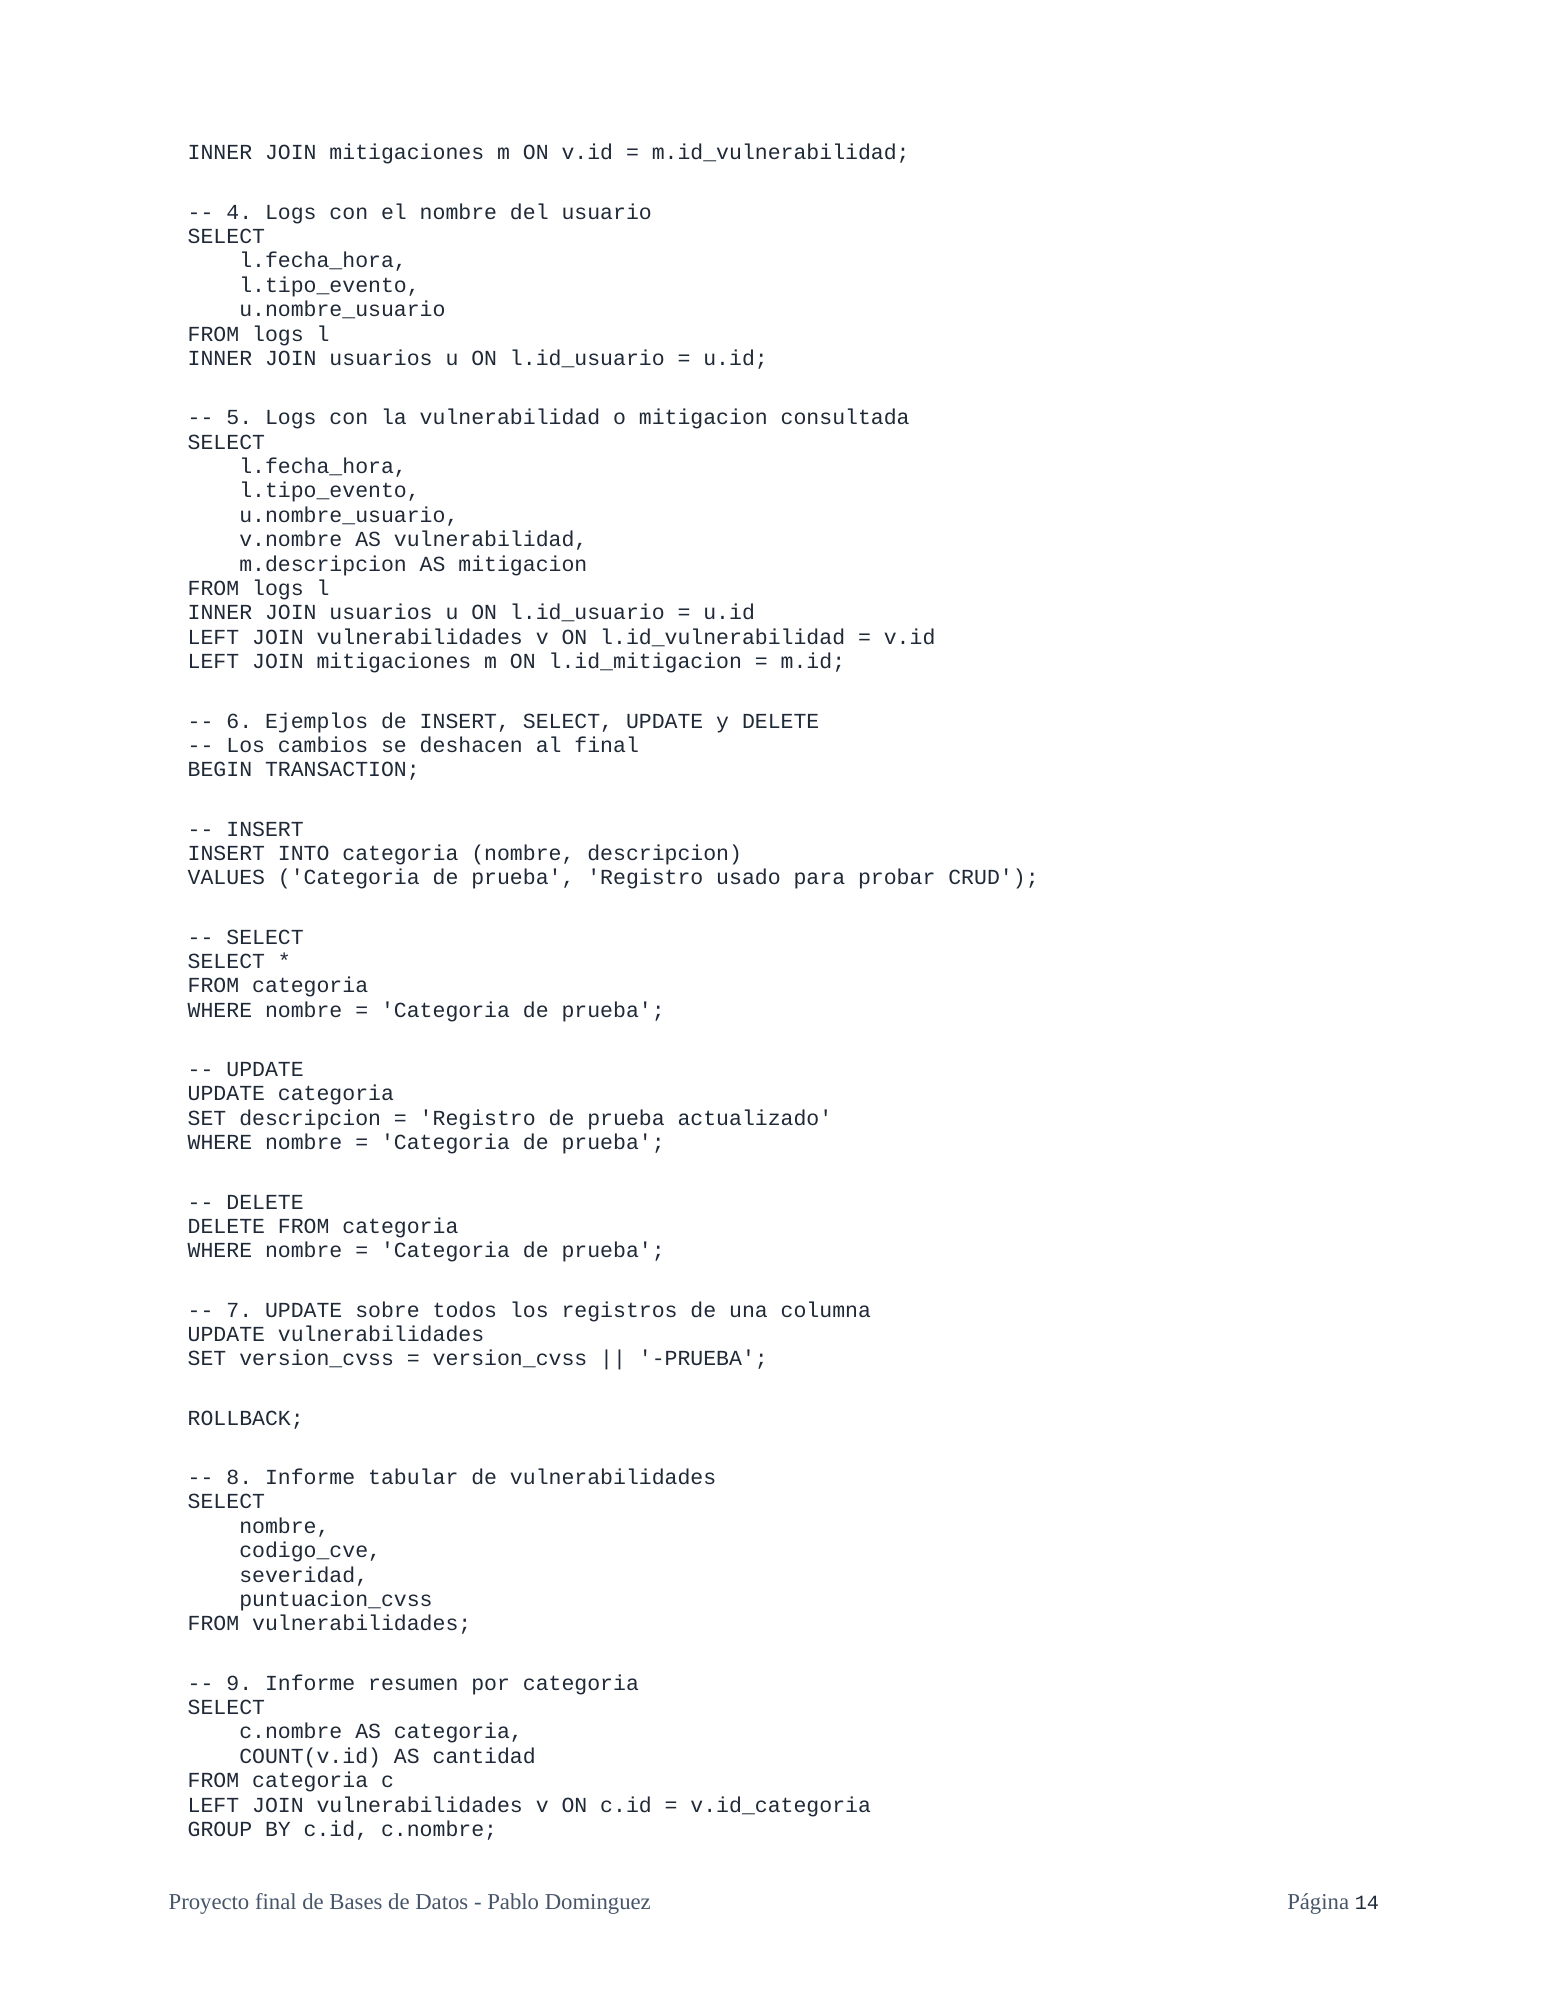 INNER JOIN mitigaciones m ON v.id = m.id_vulnerabilidad;
-- 4. Logs con el nombre del usuario
SELECT
    l.fecha_hora,
    l.tipo_evento,
    u.nombre_usuario
FROM logs l
INNER JOIN usuarios u ON l.id_usuario = u.id;
-- 5. Logs con la vulnerabilidad o mitigacion consultada
SELECT
    l.fecha_hora,
    l.tipo_evento,
    u.nombre_usuario,
    v.nombre AS vulnerabilidad,
    m.descripcion AS mitigacion
FROM logs l
INNER JOIN usuarios u ON l.id_usuario = u.id
LEFT JOIN vulnerabilidades v ON l.id_vulnerabilidad = v.id
LEFT JOIN mitigaciones m ON l.id_mitigacion = m.id;
-- 6. Ejemplos de INSERT, SELECT, UPDATE y DELETE
-- Los cambios se deshacen al final
BEGIN TRANSACTION;
-- INSERT
INSERT INTO categoria (nombre, descripcion)
VALUES ('Categoria de prueba', 'Registro usado para probar CRUD');
-- SELECT
SELECT *
FROM categoria
WHERE nombre = 'Categoria de prueba';
-- UPDATE
UPDATE categoria
SET descripcion = 'Registro de prueba actualizado'
WHERE nombre = 'Categoria de prueba';
-- DELETE
DELETE FROM categoria
WHERE nombre = 'Categoria de prueba';
-- 7. UPDATE sobre todos los registros de una columna
UPDATE vulnerabilidades
SET version_cvss = version_cvss || '-PRUEBA';
ROLLBACK;
-- 8. Informe tabular de vulnerabilidades
SELECT
    nombre,
    codigo_cve,
    severidad,
    puntuacion_cvss
FROM vulnerabilidades;
-- 9. Informe resumen por categoria
SELECT
    c.nombre AS categoria,
    COUNT(v.id) AS cantidad
FROM categoria c
LEFT JOIN vulnerabilidades v ON c.id = v.id_categoria
GROUP BY c.id, c.nombre;
Proyecto final de Bases de Datos - Pablo Dominguez Página 14